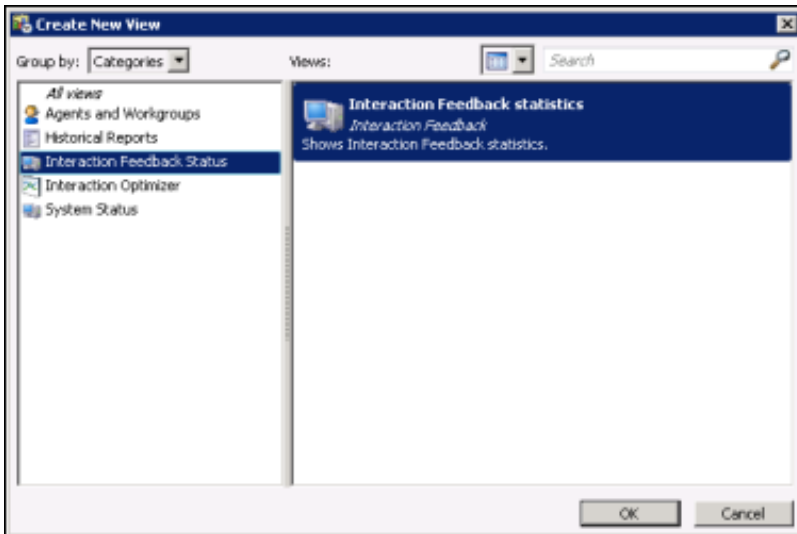 Create New View
Group by: Categories
Views:
Search
All views
Agents and Workgroups
Historical Reports
Interaction Feedback Status
Interaction Optimizer
System Status
Interaction Feedback statistics
Interaction Feedback
Shows Interaction Feedback statistics.
OK
Cancel